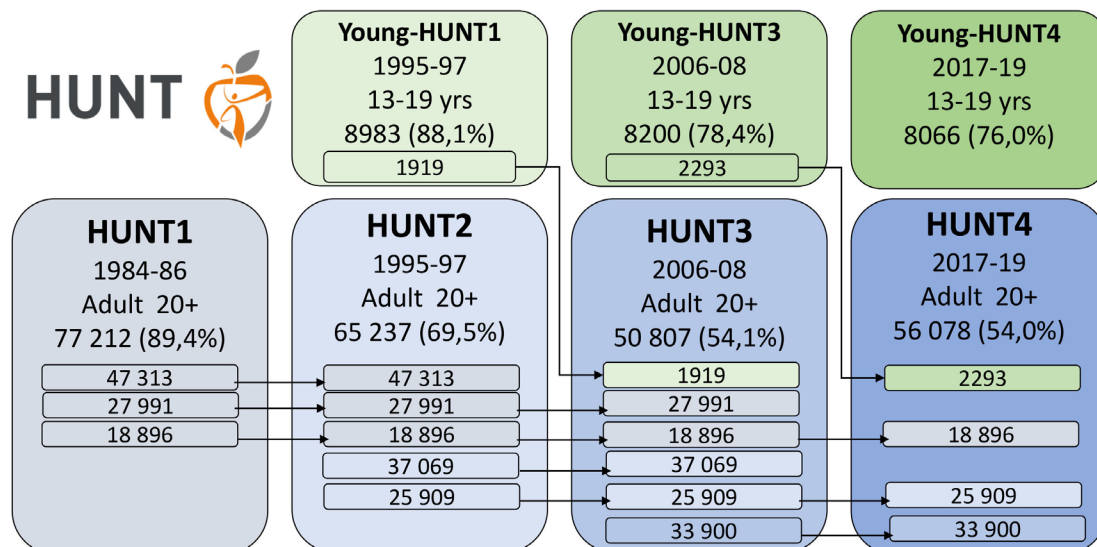 HUNT
Young-HUNT1
1995-97
13-19 yrs
8983 (88,1%)
1919
Young-HUNT3
2006-08
13-19 yrs
8200 (78,4%)
2293
Young-HUNT4
2017-19
13-19 yrs
8066 (76,0%)
HUNT1
1984-86
Adult 20+
77 212 (89,4%)
47 313
27 991
18 896
HUNT2
1995-97
Adult 20+
65 237 (69,5%)
47 313
27 991
18 896
37 069
25 909
HUNT3
2006-08
Adult 20+
50 807 (54,1%)
1919
27 991
18 896
37 069
25 909
33 900
HUNT4
2017-19
Adult 20+
56 078 (54,0%)
2293
18 896
25 909
33 900